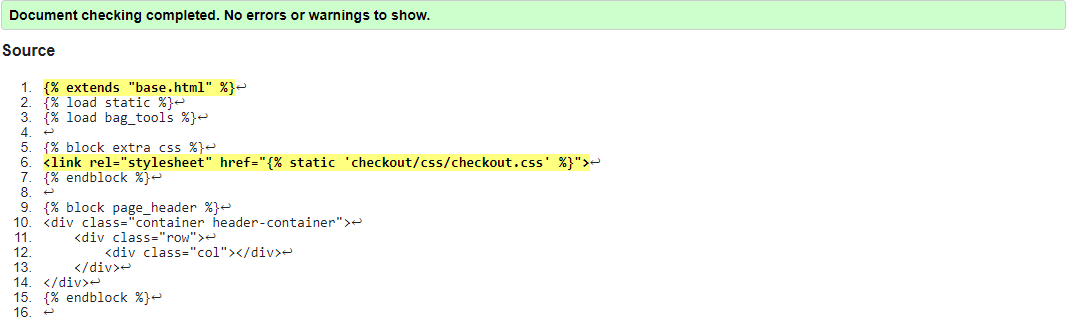 Document checking completed. No errors or warnings to show.
Source
1. {% extends "base.html" %}↩
2. {% load static %}↩
3. {% load bag_tools %}↩
4. ↩
5. {% block extra css %}↩
6. <link rel="stylesheet" href="{% static 'checkout/css/checkout.css' %}">↩
7. {% endblock %}↩
8. ↩
9. {% block page_header %}↩
10. <div class="container header-container">↩
11.     <div class="row">↩
12.         <div class="col"></div>↩
13.     </div>↩
14. </div>↩
15. {% endblock %}↩
16. ↩